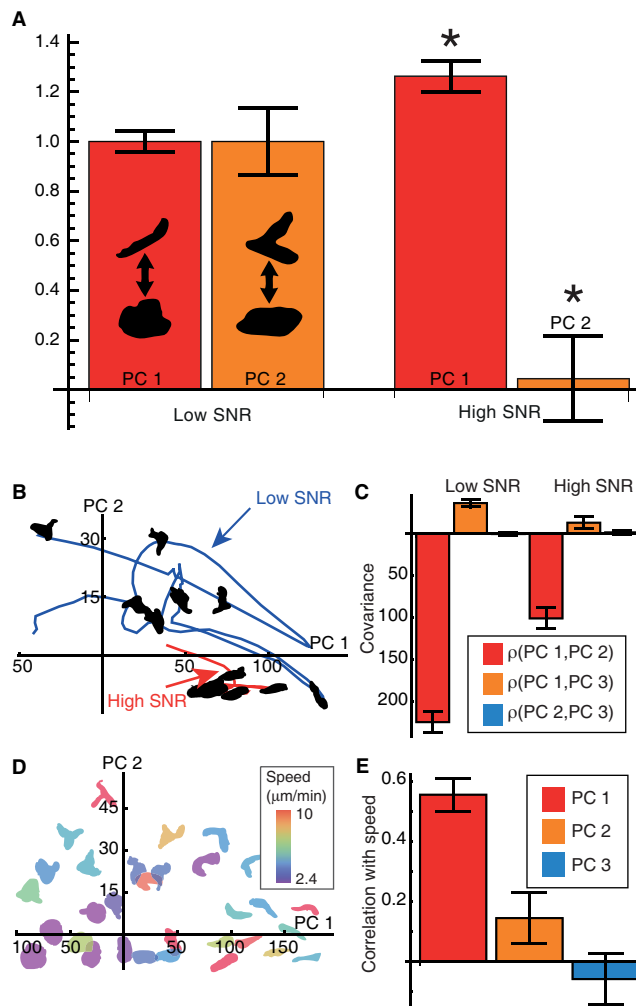 A
1.4
1.2
1.0
0.8
0.6
0.4
0.2
PC 1
PC 2
*
PC 1
*
PC 2
Low SNR
High SNR
B
PC 2
Low SNR
30
15
PC 1
50
50
100
High SNR
C
Low SNR
High SNR
Covariance
50
100
150
200
ρ(PC 1,PC 2)
ρ(PC 1,PC 3)
ρ(PC 2,PC 3)
D
PC 2
45
30
15
Speed
(μm/min)
10
2.4
PC 1
100
50
0
50
100
150
E
Correlation with speed
0.6
0.2
PC 1
PC 2
PC 3